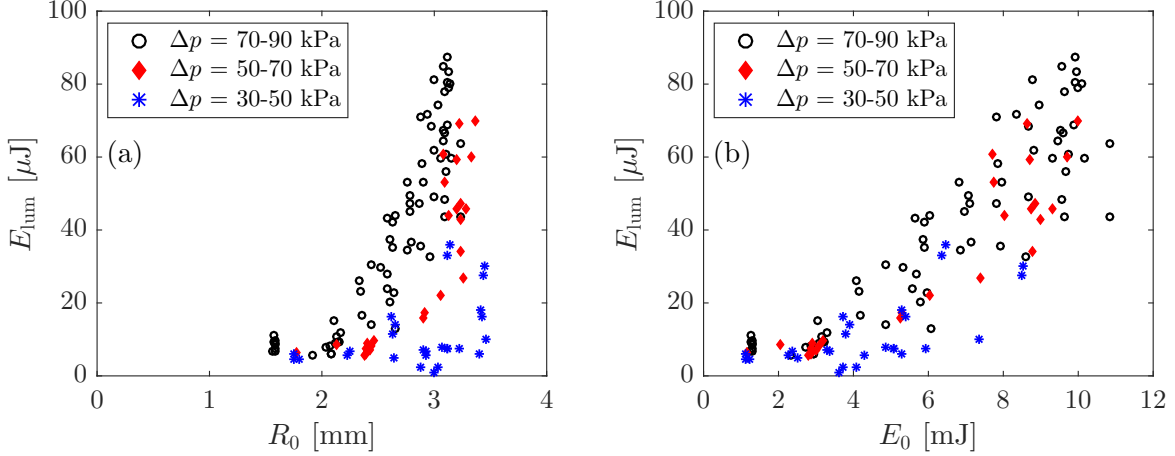 100
80
60
40
20
0
E_lum [μJ]
Δp = 70-90 kPa
Δp = 50-70 kPa
Δp = 30-50 kPa
(a)
0 1 2 3 4
R_0 [mm]
100
80
60
40
20
0
E_lum [μJ]
Δp = 70-90 kPa
Δp = 50-70 kPa
Δp = 30-50 kPa
(b)
0 2 4 6 8 10 12
E_0 [mJ]